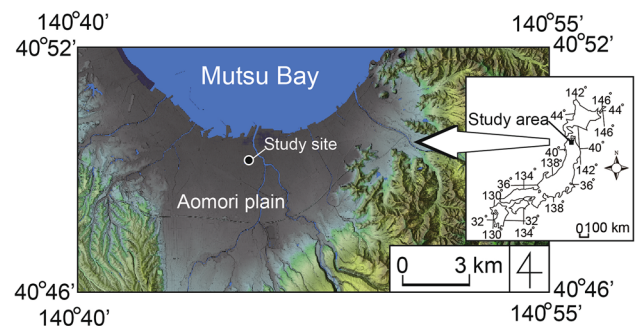 140°40′ 140°55′
40°52′ 40°52′
Mutsu Bay
Study site
Aomori plain
Study area
142° 146°
44° 44°
146°
40° 40°
138°
134° 142°
36° 36°
130° 138°
32° 32°
130° 134°
N
0 100 km
0 3 km
40°46′ 40°46′
140°40′ 140°55′